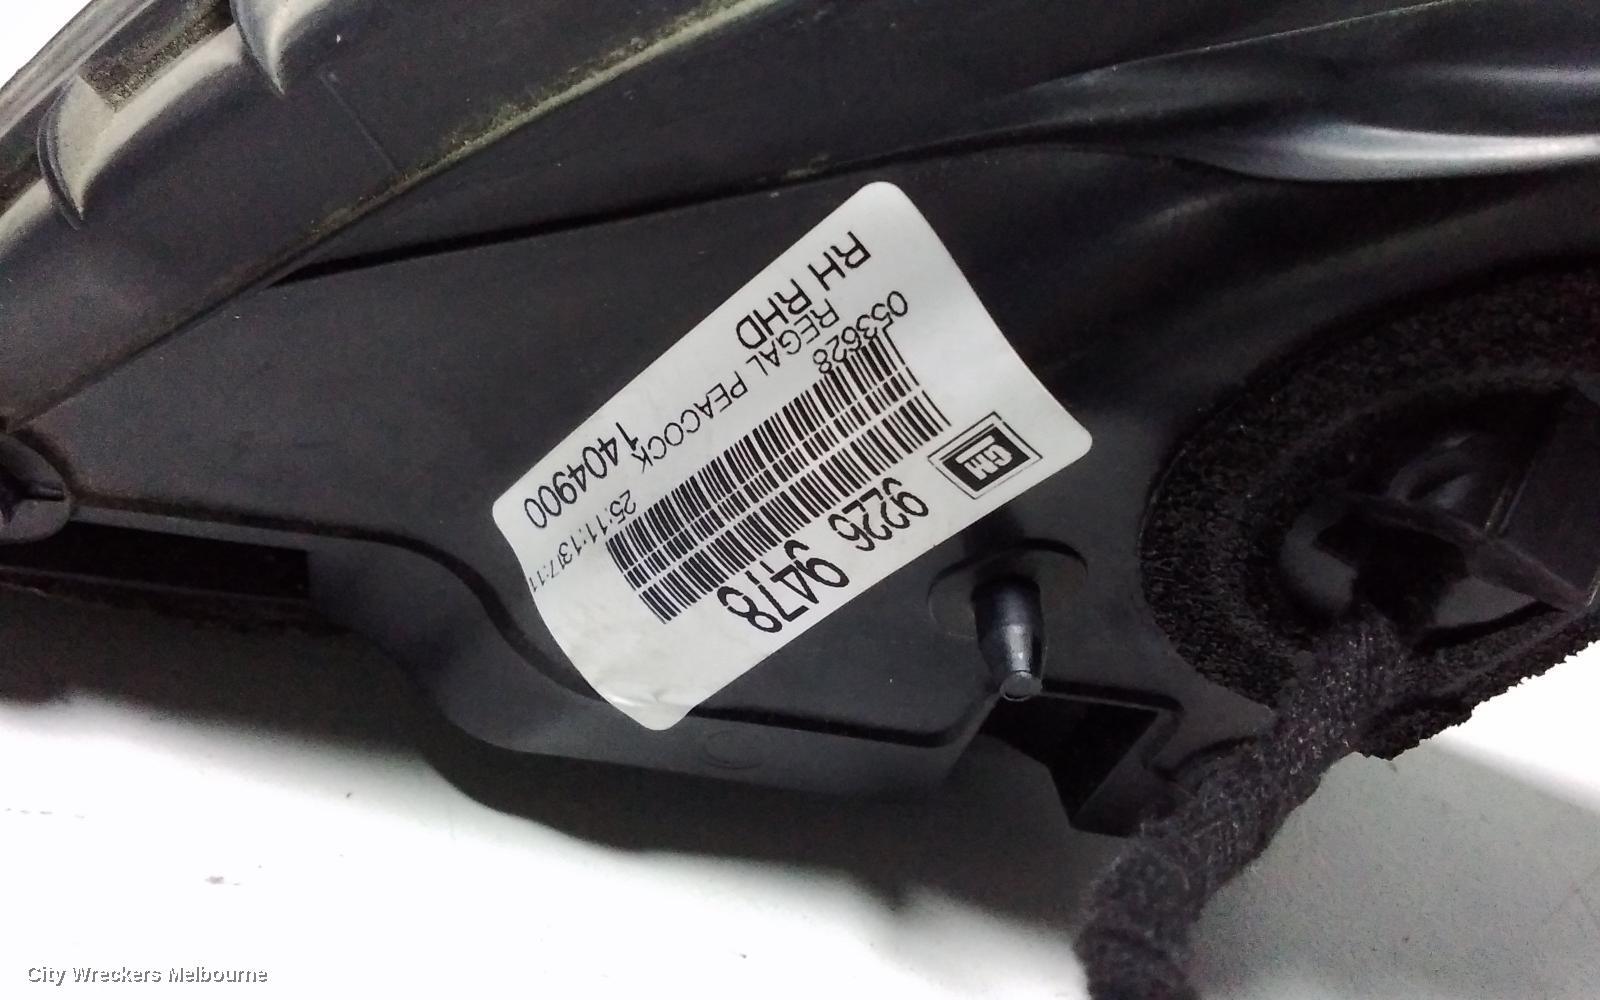 GM
9226 9478
053628
25:11:13\7:11
REGAL PEACOCK
RH RHD
1404900
City Wreckers Melbourne